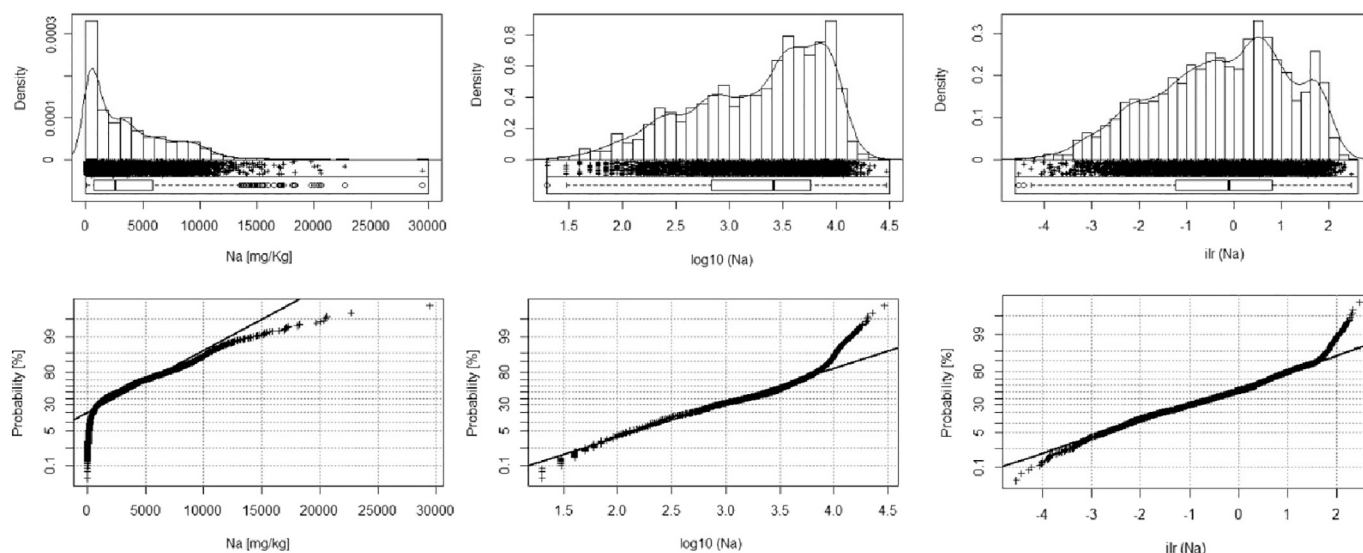 Density
0 0.0001 0.0003
0 5000 10000 15000 20000 25000 30000
Na [mg/Kg]
Density
0 0.2 0.4 0.6 0.8
1.5 2.0 2.5 3.0 3.5 4.0 4.5
log10 (Na)
Density
0 0.1 0.2 0.3
-4 -3 -2 -1 0 1 2
ilr (Na)
Probability [%]
0.1 5 30 80 99
0 5000 10000 15000 20000 25000 30000
Na [mg/kg]
Probability [%]
0.1 5 30 80 99
1.5 2.0 2.5 3.0 3.5 4.0 4.5
log10 (Na)
Probability [%]
0.1 5 30 80 99
-4 -3 -2 -1 0 1 2
ilr (Na)